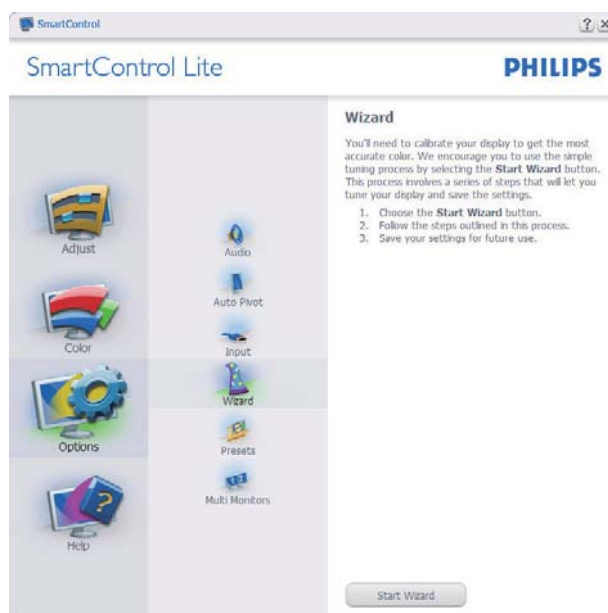 SmartControl
SmartControl Lite
PHILIPS
Adjust
Color
Options
Help
Audio
Auto Pivot
Input
Wizard
Presets
Multi Monitors
Wizard
You'll need to calibrate your display to get the most
accurate color. We encourage you to use the simple
tuning process by selecting the Start Wizard button.
This process involves a series of steps that will let you
tune your display and save the settings.
1. Choose the Start Wizard button.
2. Follow the steps outlined in this process.
3. Save your settings for future use.
Start Wizard